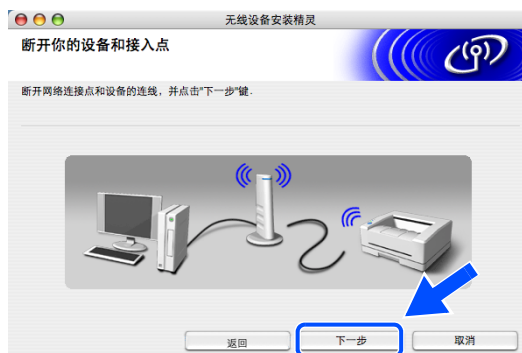 无线设备安装精灵
断开你的设备和接入点
断开网络连接点和设备的连线，并点击"下一步"键.
返回
下一步
取消